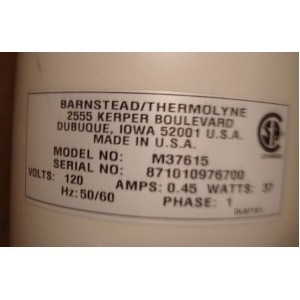 BARNSTEAD/THERMOLYNE
2555 KERPER BOULEVARD
DUBUQUE, IOWA 52001 U.S.A.
MADE IN U.S.A.
MODEL NO: M37615
SERIAL NO: 871010976700
VOLTS: 120 AMPS: 0.45 WATTS: 37
Hz: 50/60 PHASE: 1